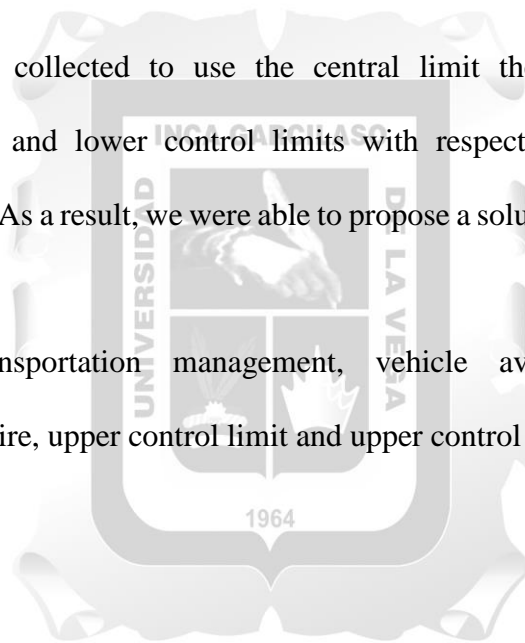 collected to use the central limit the
INCA GARCILASO
and lower control limits with respect
UNIVERSIDAD
DE LA VEGA
As a result, we were able to propose a solu
nsportation management, vehicle av
ire, upper control limit and upper control
1964